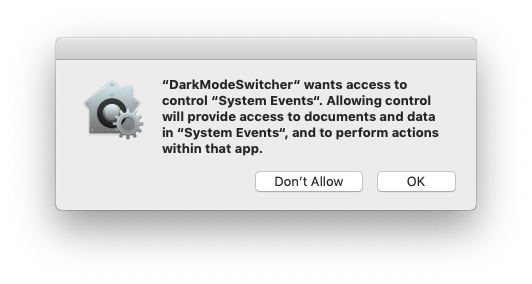 “DarkModeSwitcher“ wants access to
control “System Events“. Allowing control
will provide access to documents and data
in “System Events“, and to perform actions
within that app.
Don’t Allow
OK